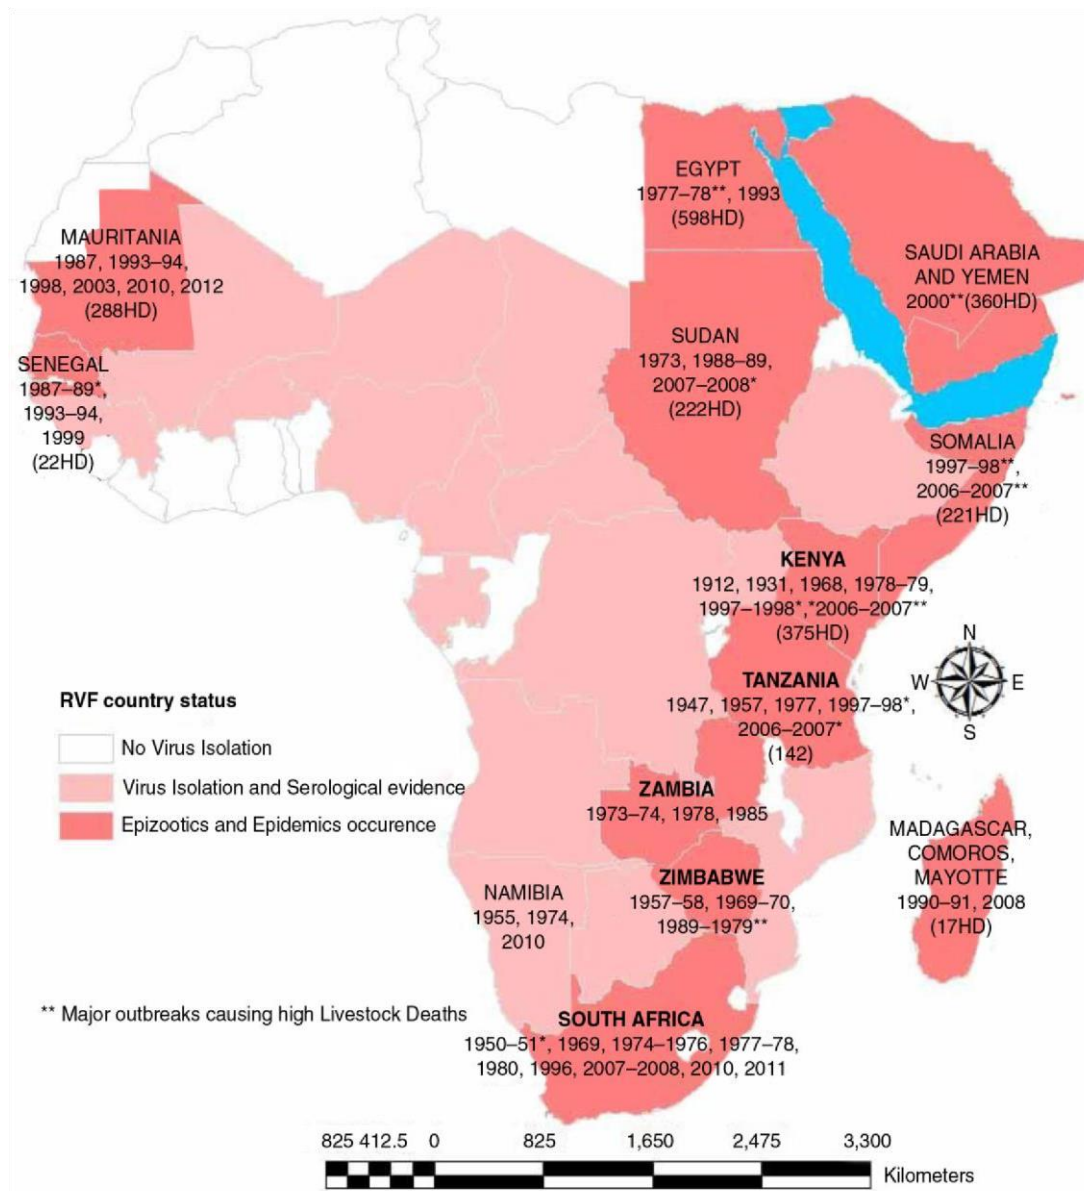 EGYPT
1977–78**, 1993
(598HD)
MAURITANIA
1987, 1993–94,
1998, 2003, 2010, 2012
(288HD)
SAUDI ARABIA
AND YEMEN
2000**(360HD)
SUDAN
1973, 1988–89,
2007–2008*
(222HD)
SENEGAL
1987–89*,
1993–94,
1999
(22HD)
SOMALIA
1997–98**,
2006–2007**
(221HD)
KENYA
1912, 1931, 1968, 1978–79,
1997–1998*,*2006–2007**
(375HD)
N
W E
S
TANZANIA
1947, 1957, 1977, 1997–98*,
2006–2007*
(142)
RVF country status
No Virus Isolation
Virus Isolation and Serological evidence
Epizootics and Epidemics occurence
ZAMBIA
1973–74, 1978, 1985
MADAGASCAR,
COMOROS,
MAYOTTE
1990–91, 2008
(17HD)
ZIMBABWE
1957–58, 1969–70,
1989–1979**
NAMIBIA
1955, 1974,
2010
** Major outbreaks causing high Livestock Deaths
SOUTH AFRICA
1950–51*, 1969, 1974–1976, 1977–78,
1980, 1996, 2007–2008, 2010, 2011
825 412.5 0 825 1,650 2,475 3,300
Kilometers